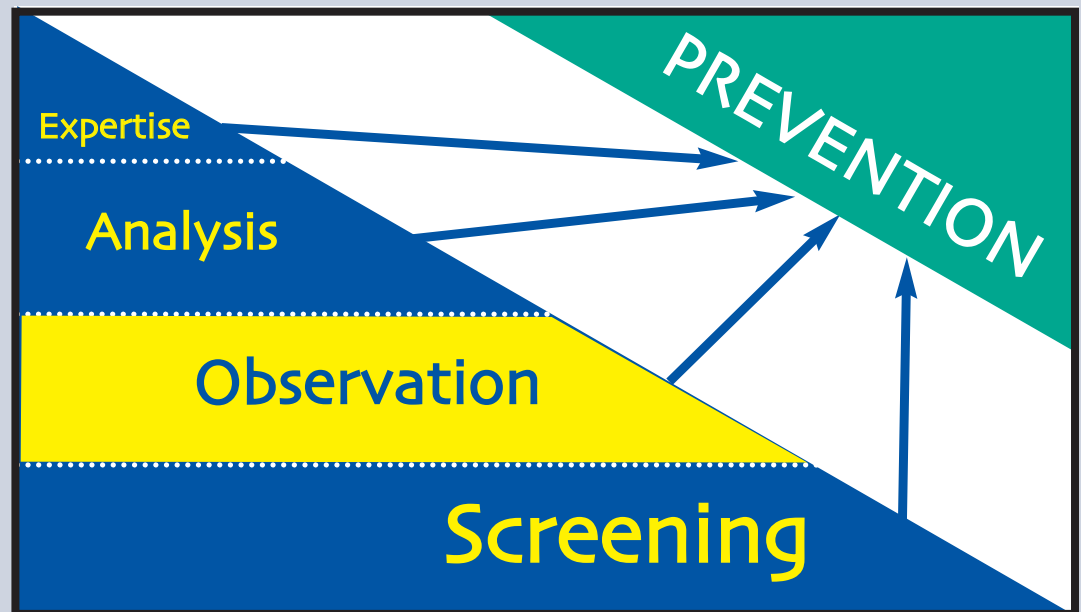 PREVENTION
Expertise
Analysis
Observation
Screening